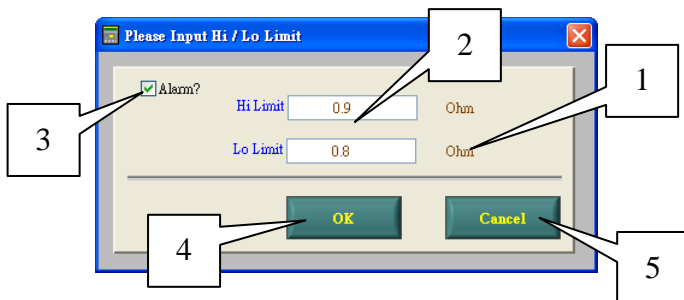 Please Input Hi / Lo Limit
2
1
Alarm?
3
Hi Limit 0.9 Ohm
Lo Limit 0.8 Ohm
4
OK
Cancel
5